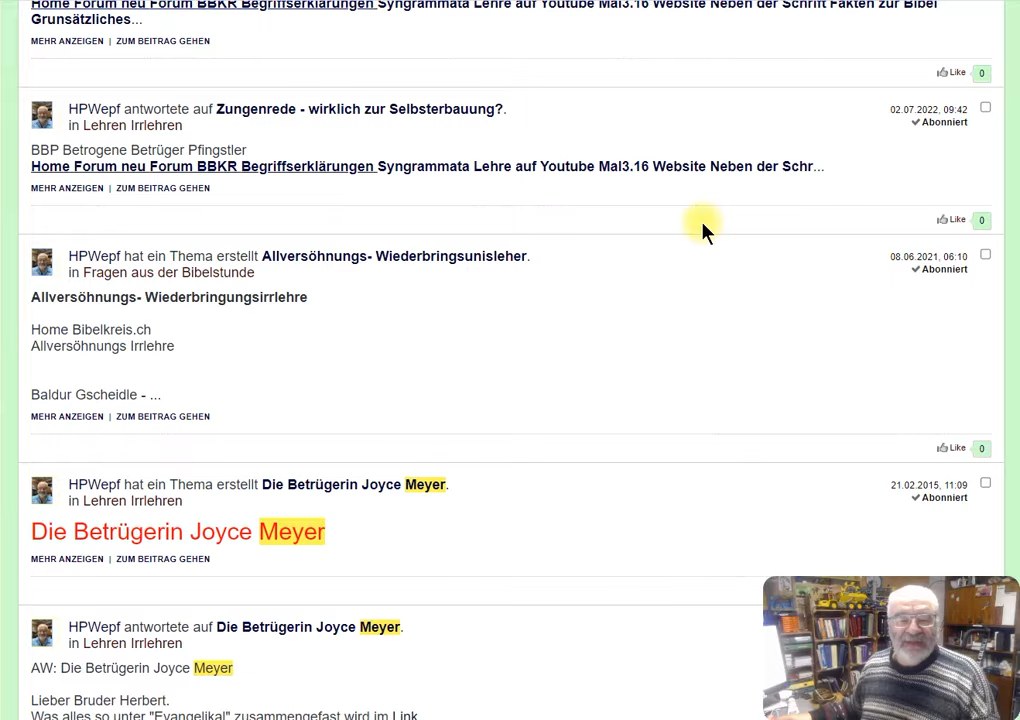 Home Forum neu Forum BBKR Begriffserklärungen Syngrammata Lehre auf Youtube Mal3.16 Website Neben der Schrift Fakten zur Bibel
Grunsätzliches...
MEHR ANZEIGEN | ZUM BEITRAG GEHEN
Like 0
HPWepf antwortete auf Zungenrede - wirklich zur Selbsterbauung?.
02.07.2022, 09:42
in Lehren Irrlehren
Abonniert
BBP Betrogene Betrüger Pfingstler
Home Forum neu Forum BBKR Begriffserklärungen Syngrammata Lehre auf Youtube Mal3.16 Website Neben der Schr...
MEHR ANZEIGEN | ZUM BEITRAG GEHEN
Like 0
HPWepf hat ein Thema erstellt Allversöhnungs- Wiederbringsunisleher.
08.06.2021, 06:10
in Fragen aus der Bibelstunde
Abonniert
Allversöhnungs- Wiederbringungsirrlehre
Home Bibelkreis.ch
Allversöhnungs Irrlehre
Baldur Gscheidle - ...
MEHR ANZEIGEN | ZUM BEITRAG GEHEN
Like 0
HPWepf hat ein Thema erstellt Die Betrügerin Joyce Meyer.
21.02.2015, 11:09
in Lehren Irrlehren
Abonniert
Die Betrügerin Joyce Meyer
MEHR ANZEIGEN | ZUM BEITRAG GEHEN
HPWepf antwortete auf Die Betrügerin Joyce Meyer.
in Lehren Irrlehren
AW: Die Betrügerin Joyce Meyer
Lieber Bruder Herbert.
Was alles so unter "Evangelikal" zusammengefast wird im Link